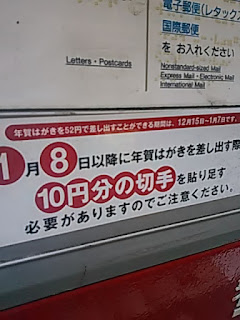 電子郵便(レタックス
国際郵便
を お入れください
Letters・Postcards
Nonstandard-sized Mail
Express Mail・Electronic Mail
International Mail
年賀はがきを52円で差し出すことができる期間は、12月15日～1月7日です。
1月8日以降に年賀はがきを差し出す際
10円分の切手を貼り足す
必要がありますのでご注意ください。